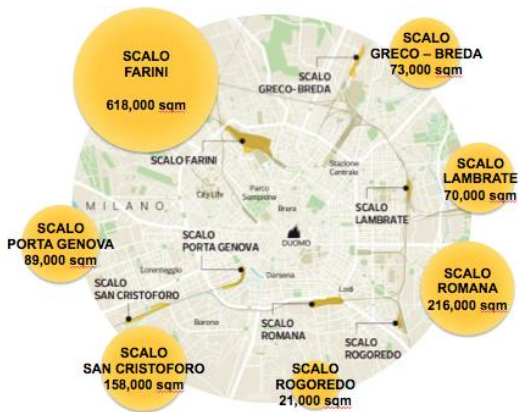 SCALO
FARINI
618,000 sqm
SCALO
GRECO – BREDA
73,000 sqm
SCALO
GRECO-BREDA
SCALO FARINI
Stazione
Centrale
SCALO
LAMBRATE
70,000 sqm
City Life
Parco
Sempione
Brera
SCALO
LAMBRATE
MILANO
SCALO
PORTA GENOVA
89,000 sqm
SCALO
PORTA GENOVA
DUOMO
Lorenteggio
Darsena
SCALO
SAN CRISTOFORO
Lodi
SCALO
ROMANA
216,000 sqm
Barona
SCALO
ROMANA
SCALO
ROGOREDO
SCALO
SAN CRISTOFORO
158,000 sqm
SCALO
ROGOREDO
21,000 sqm